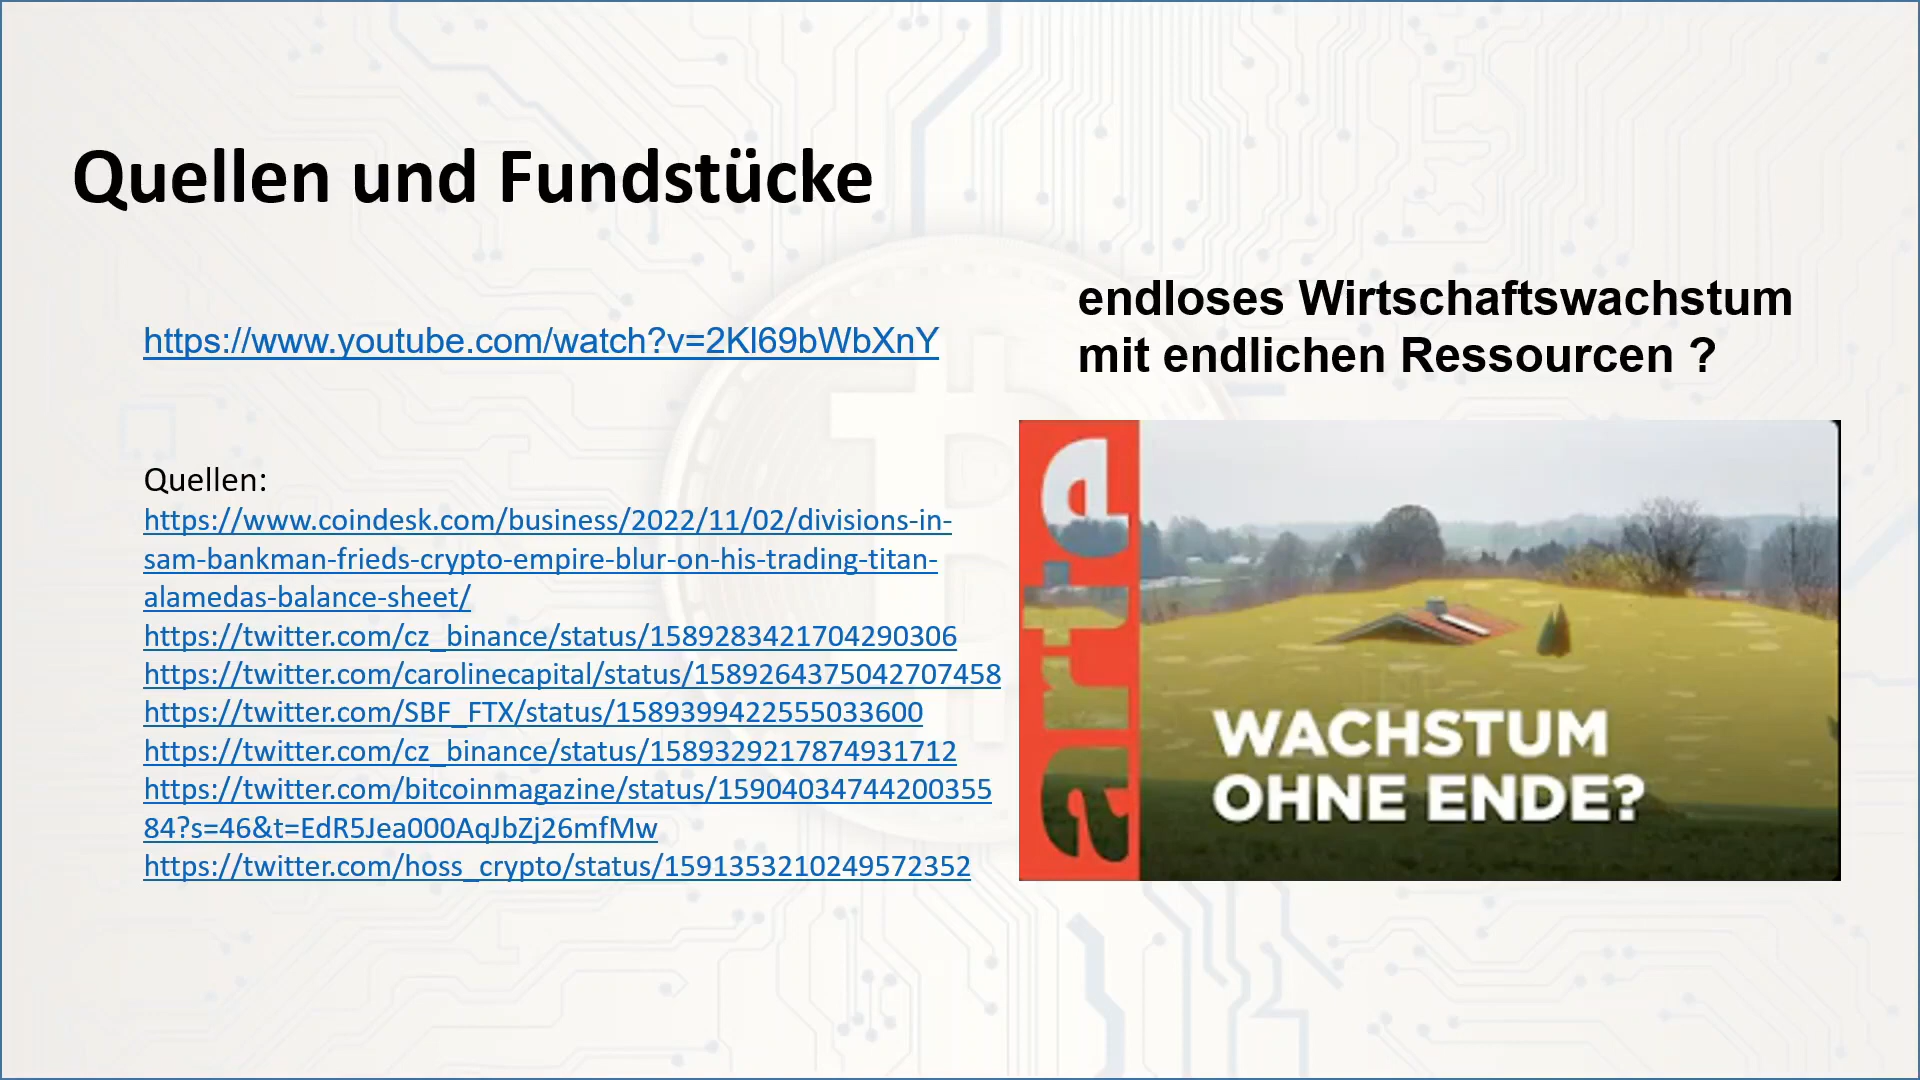 Quellen und Fundstücke
https://www.youtube.com/watch?v=2Kl69bWbXnY
Quellen:
https://www.coindesk.com/business/2022/11/02/divisions-in-
sam-bankman-frieds-crypto-empire-blur-on-his-trading-titan-
alamedas-balance-sheet/
https://twitter.com/cz_binance/status/1589283421704290306
https://twitter.com/carolinecapital/status/1589264375042707458
https://twitter.com/SBF_FTX/status/1589399422555033600
https://twitter.com/cz_binance/status/1589329217874931712
https://twitter.com/bitcoinmagazine/status/15904034744200355
84?s=46&t=EdR5Jea000AqJbZj26mfMw
https://twitter.com/hoss_crypto/status/1591353210249572352
endloses Wirtschaftswachstum
mit endlichen Ressourcen ?
arte
WACHSTUM
OHNE ENDE?